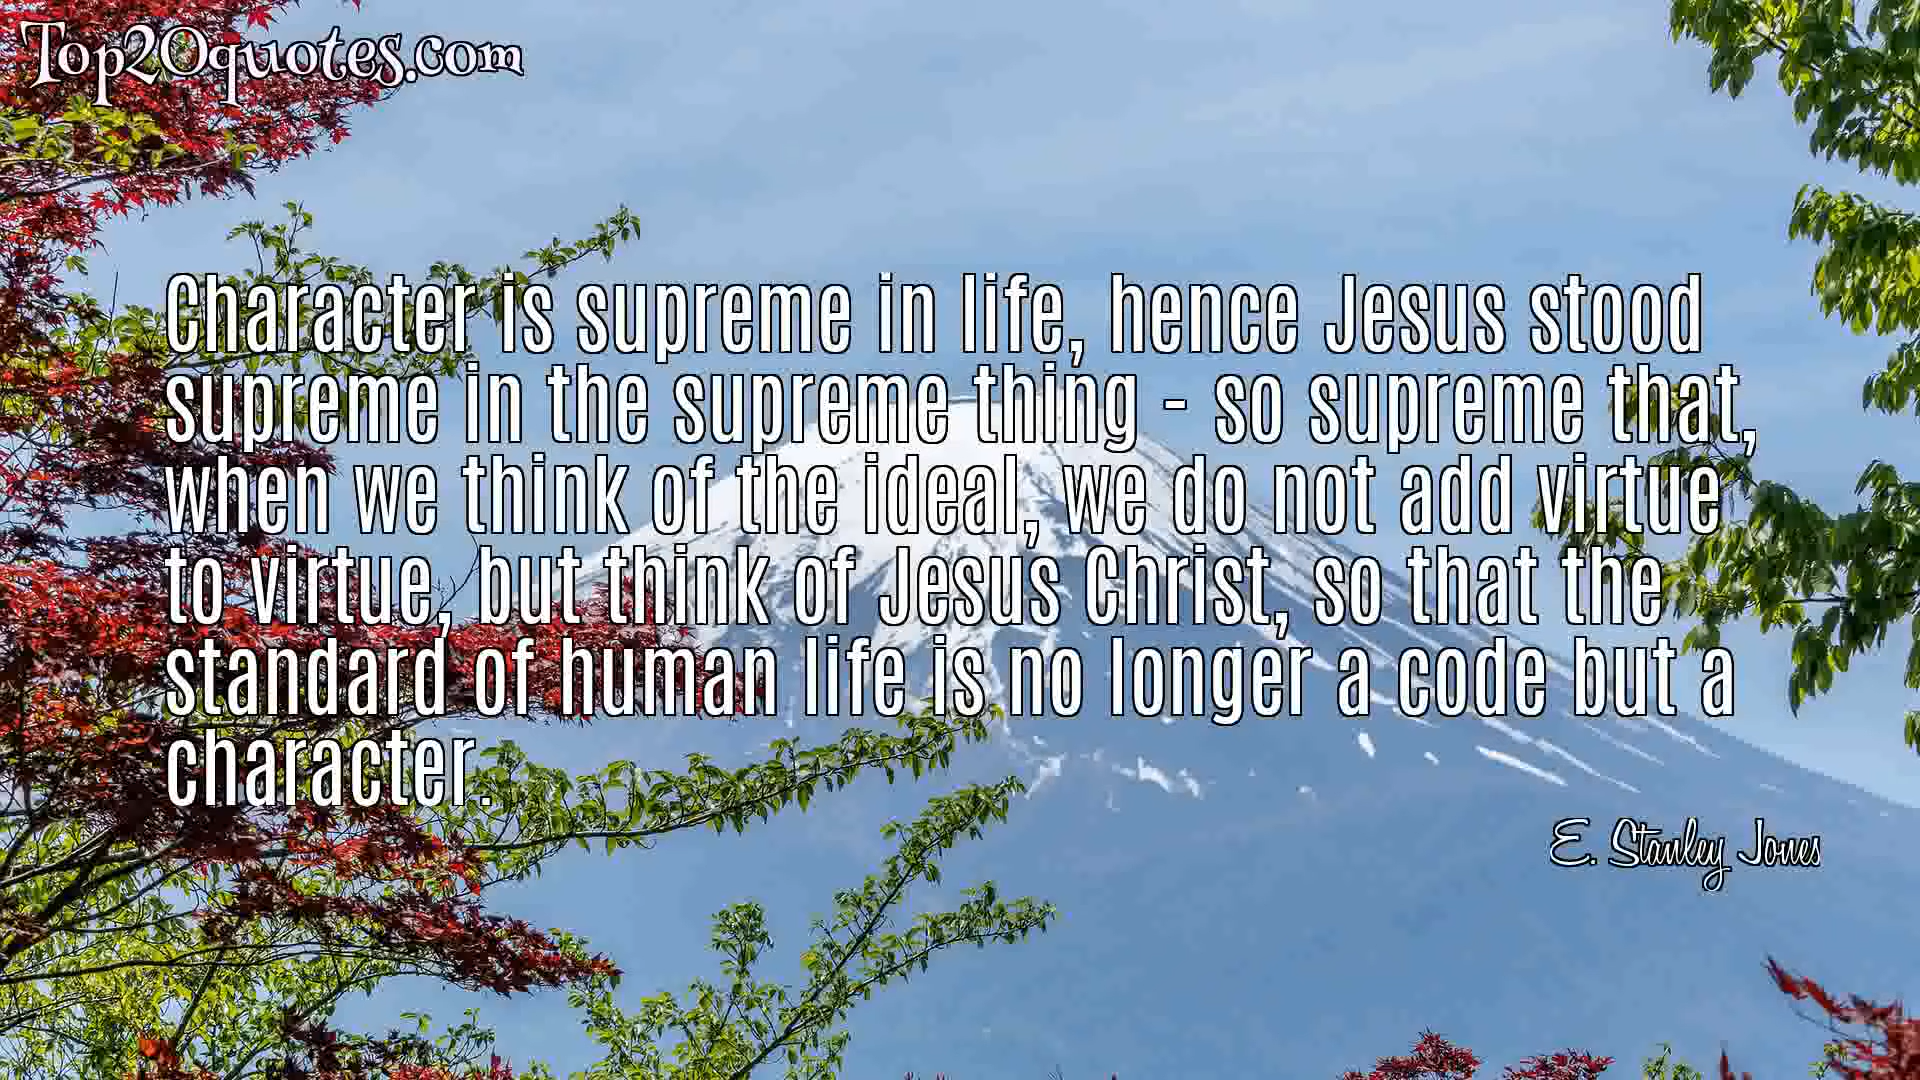 Top20quotes.com
Character is supreme in life, hence Jesus stood
supreme in the supreme thing - so supreme that,
when we think of the ideal, we do not add virtue
to virtue, but think of Jesus Christ, so that the
standard of human life is no longer a code but a
character.
E. Stanley Jones